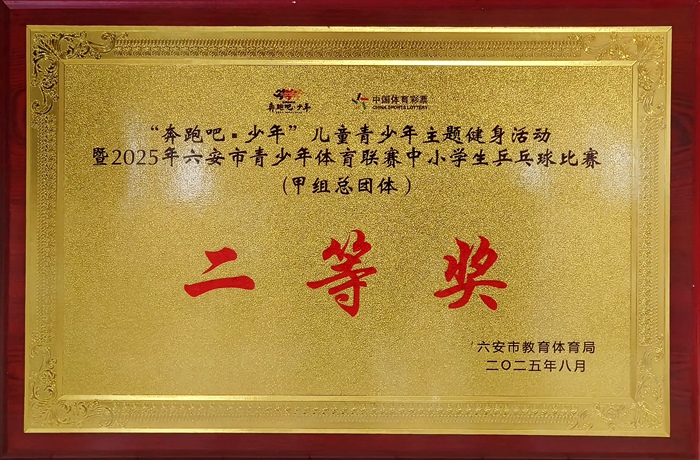 奔跑吧·少年 中国体育彩票
CHINA SPORTS LOTTERY
“奔跑吧·少年”儿童青少年主题健身活动
暨2025年六安市青少年体育联赛中小学生乒乓球比赛
(甲组总团体)
二等奖
六安市教育体育局
二〇二五年八月